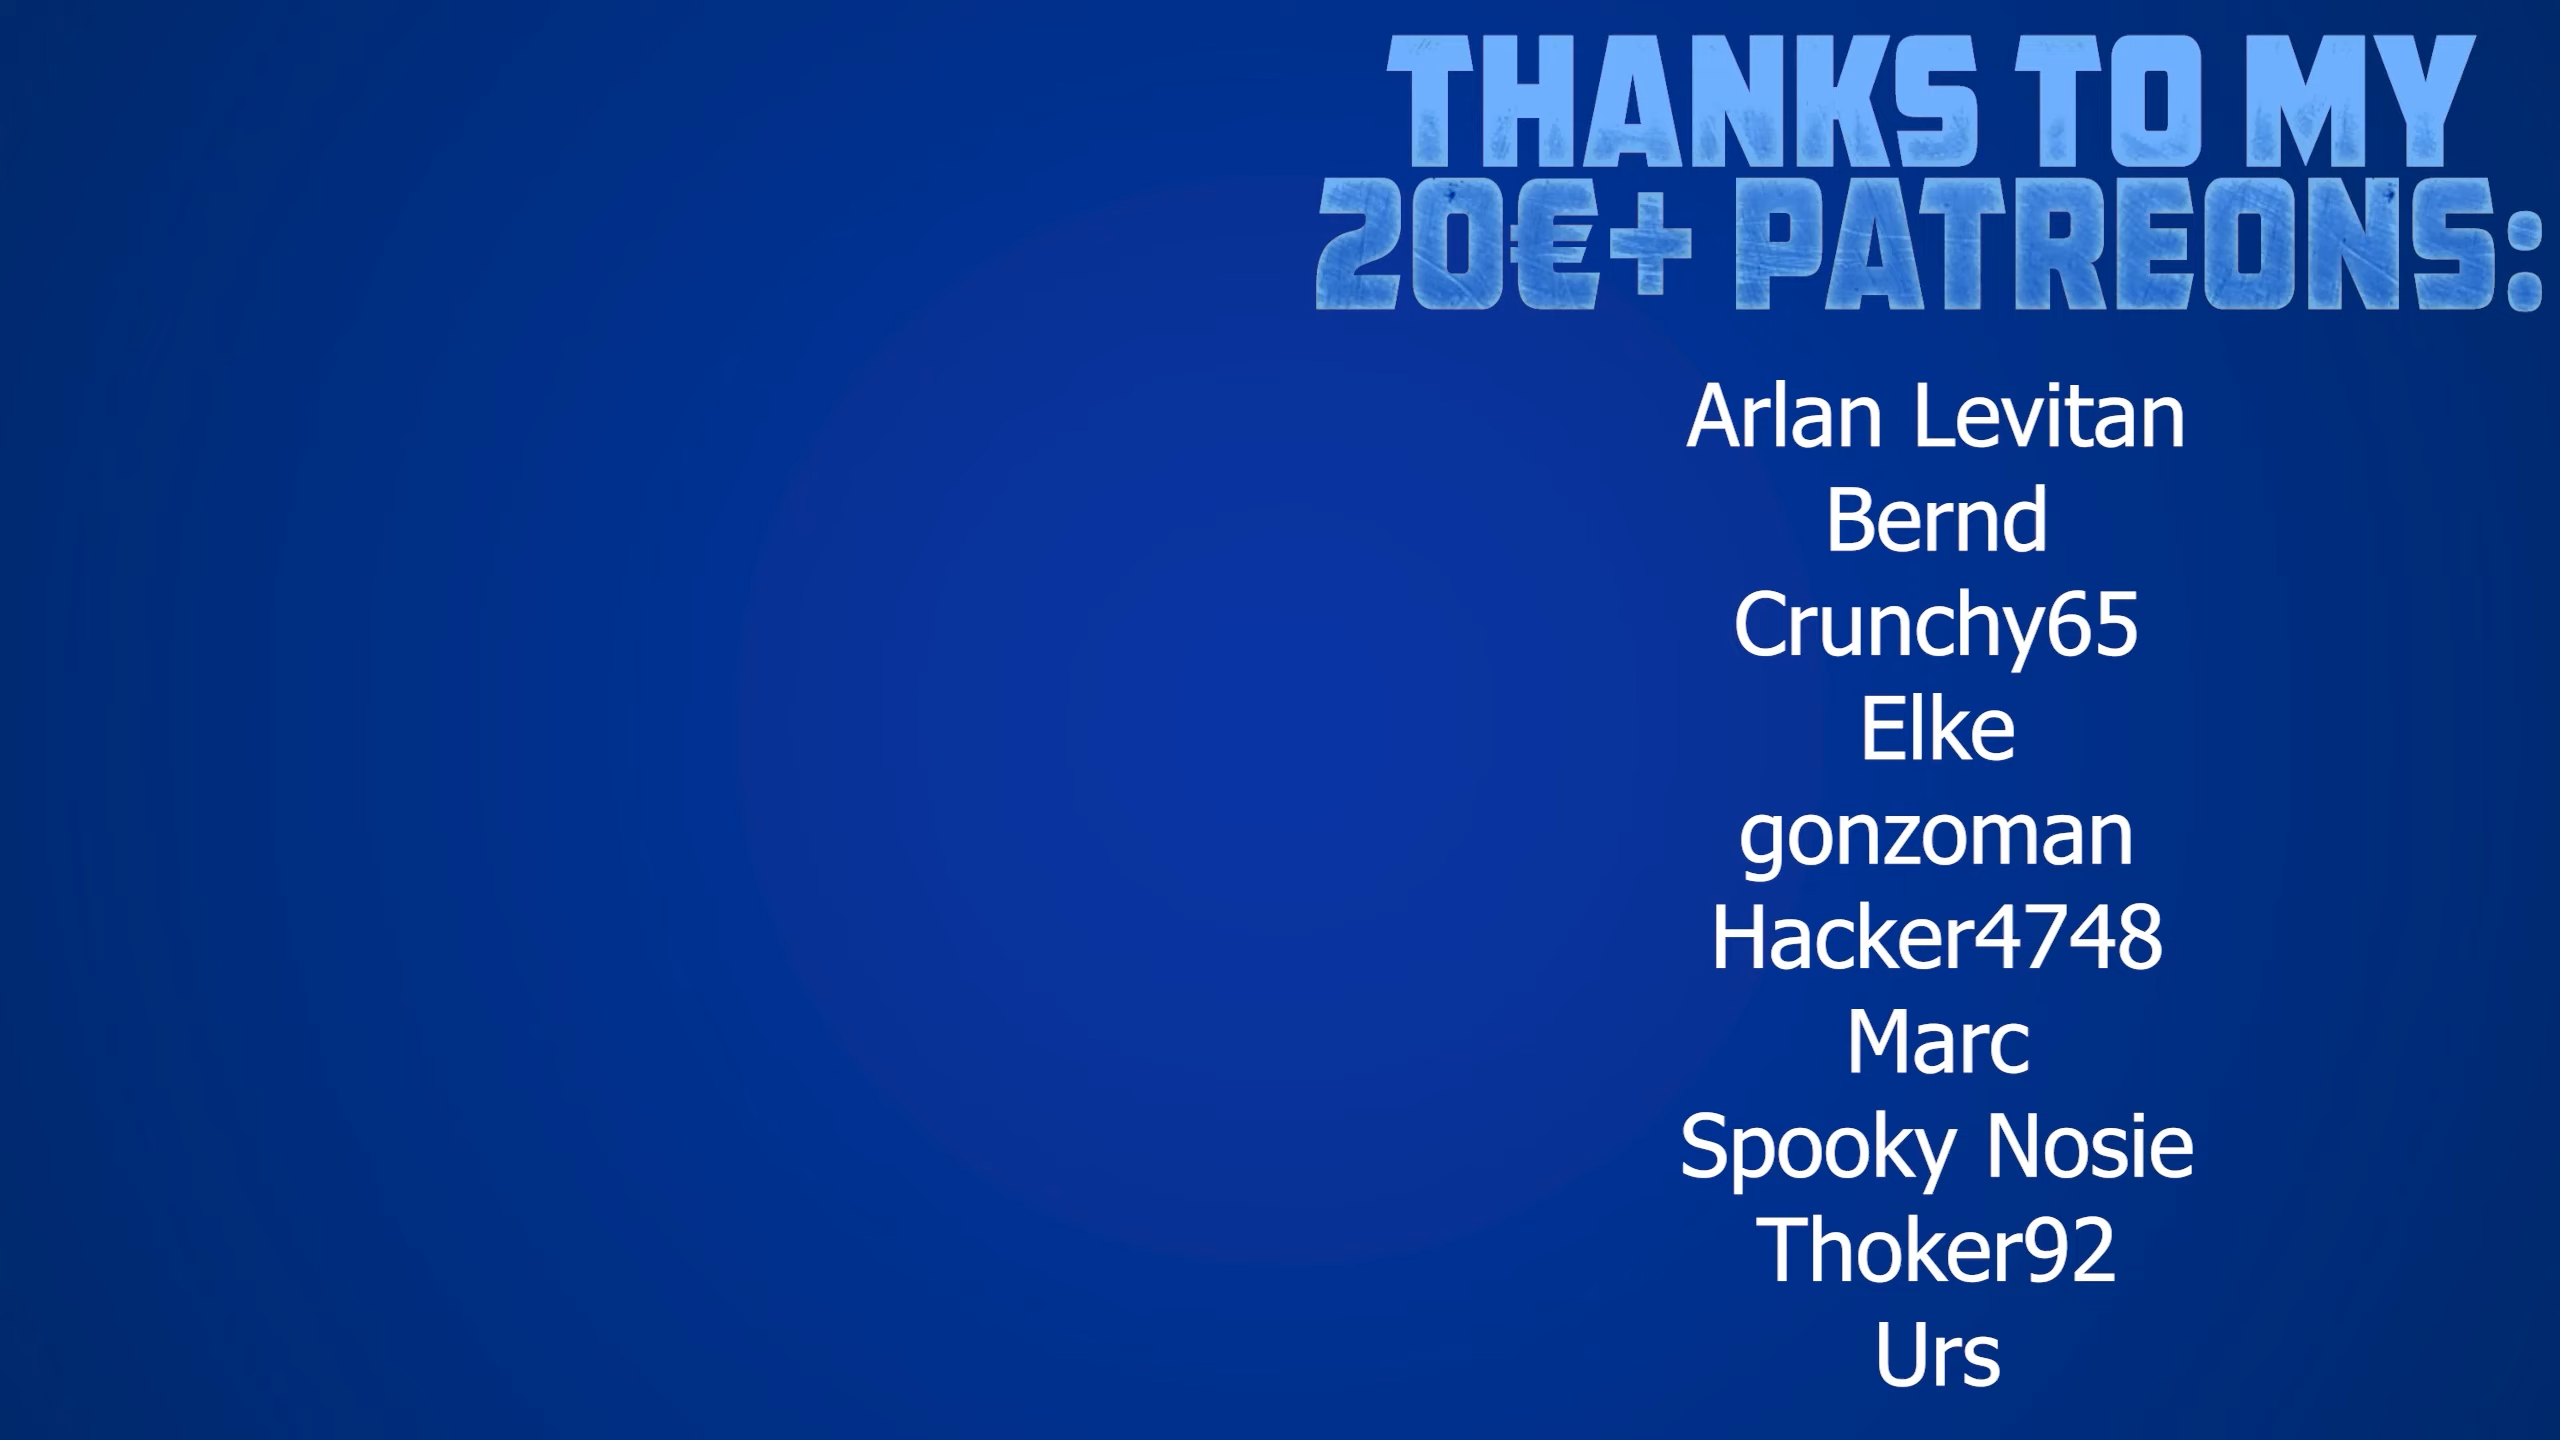 THANKS TO MY
20€+ PATREONS:
Arlan Levitan
Bernd
Crunchy65
Elke
gonzoman
Hacker4748
Marc
Spooky Nosie
Thoker92
Urs